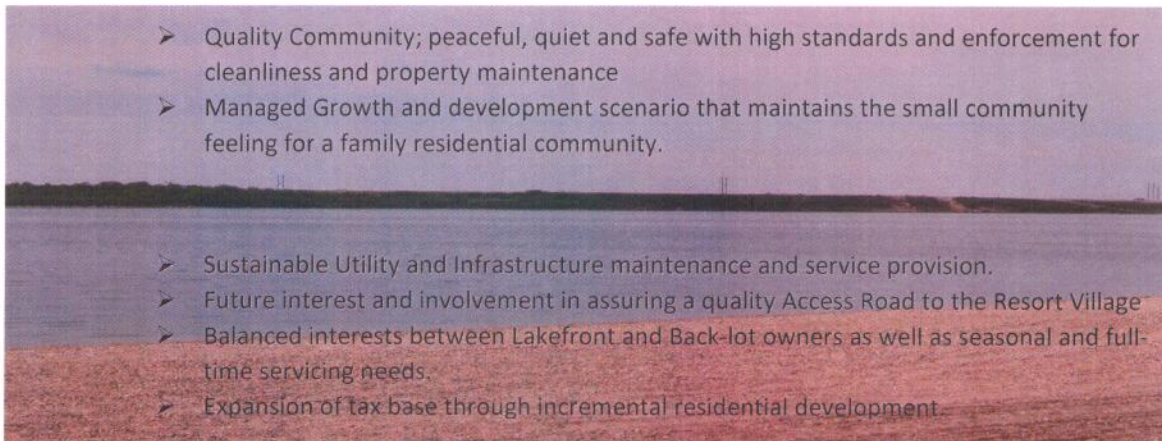 ➤ Quality Community; peaceful, quiet and safe with high standards and enforcement for
cleanliness and property maintenance
➤ Managed Growth and development scenario that maintains the small community
feeling for a family residential community.
➤ Sustainable Utility and Infrastructure maintenance and service provision.
➤ Future interest and involvement in assuring a quality Access Road to the Resort Village
➤ Balanced interests between Lakefront and Back-lot owners as well as seasonal and full-
time servicing needs.
➤ Expansion of tax base through incremental residential development.